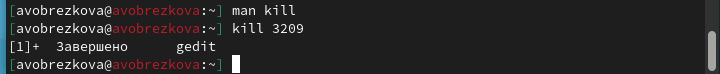 [avobrezkova@avobrezkova:~] man kill
[avobrezkova@avobrezkova:~] kill 3209
[1]+  Завершено      gedit
[avobrezkova@avobrezkova:~]